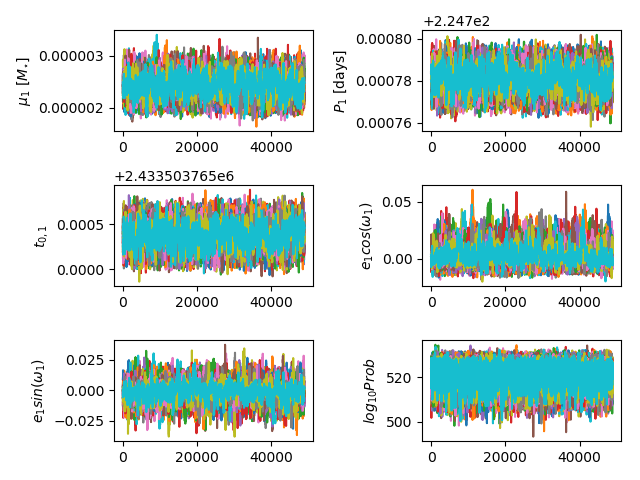 0.000003
0.000002
μ₁ [M⋆]
0 20000 40000
+2.247e2
0.00080
0.00078
0.00076
P₁ [days]
0 20000 40000
+2.433503765e6
0.0005
0.0000
t₀,₁
0 20000 40000
0.05
0.00
e₁cos(ω₁)
0 20000 40000
0.025
0.000
−0.025
e₁sin(ω₁)
0 20000 40000
520
500
log₁₀Prob
0 20000 40000